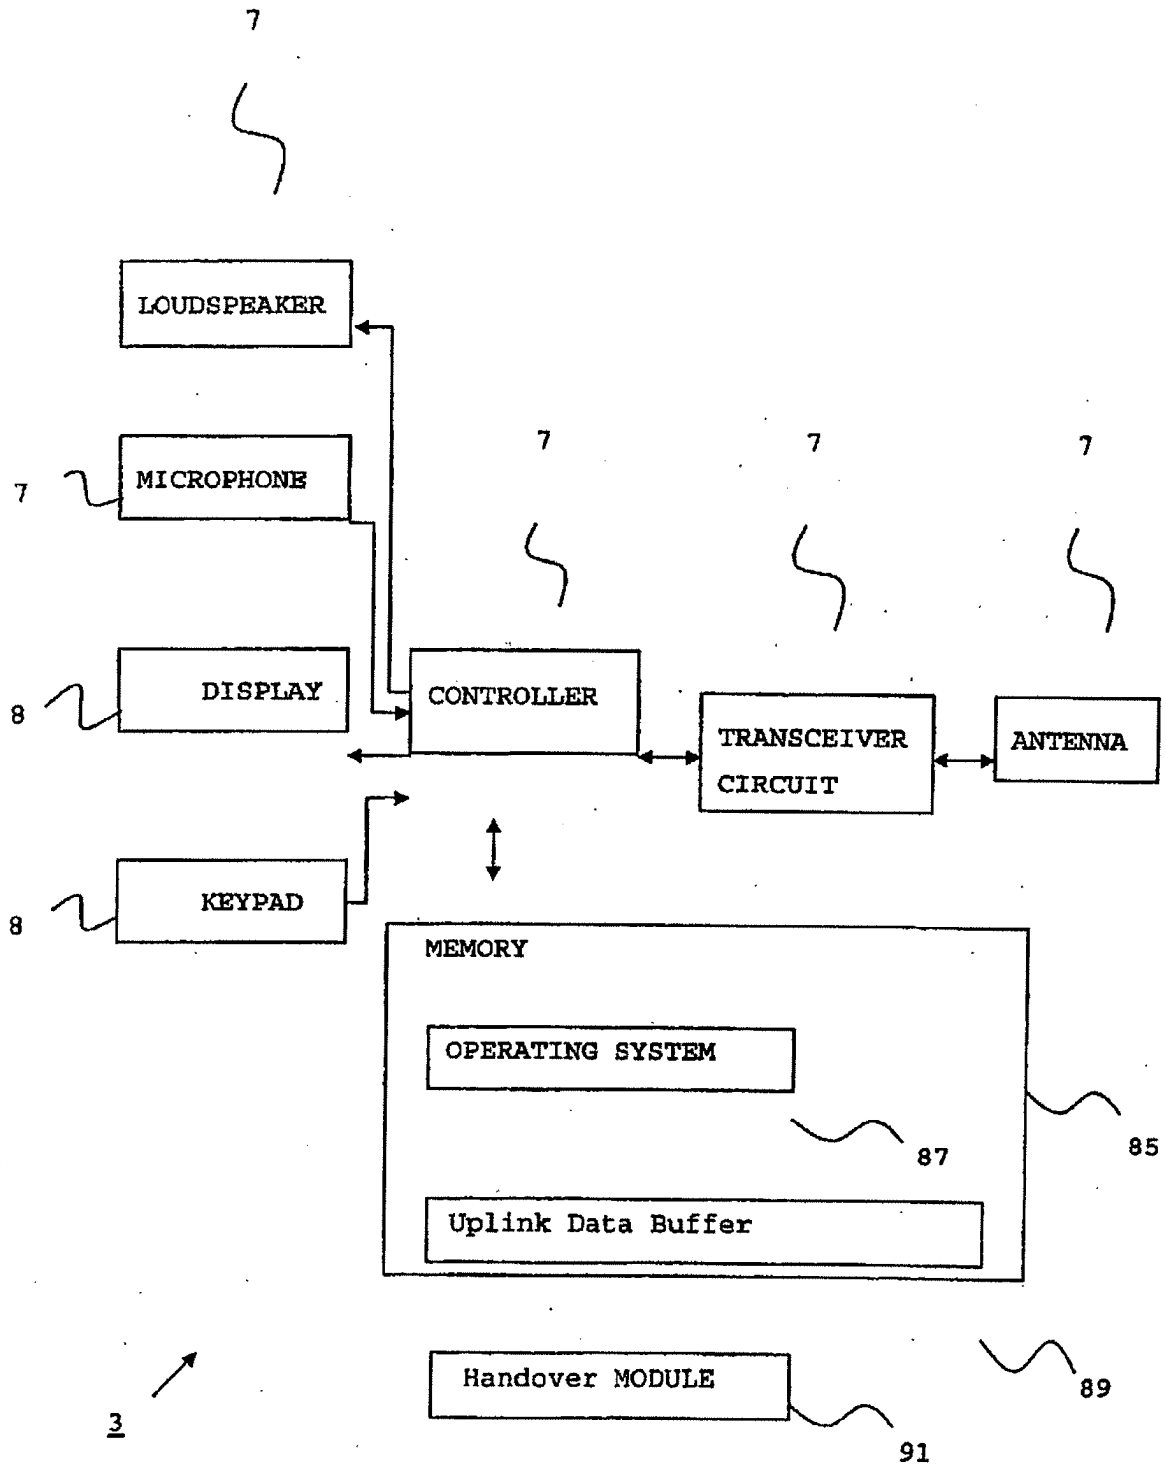 7
LOUDSPEAKER
7
7
7
MICROPHONE
7
DISPLAY
CONTROLLER
8
TRANSCEIVER
CIRCUIT
ANTENNA
KEYPAD
8
MEMORY
OPERATING SYSTEM
87
85
Uplink Data Buffer
Handover MODULE
89
3
91